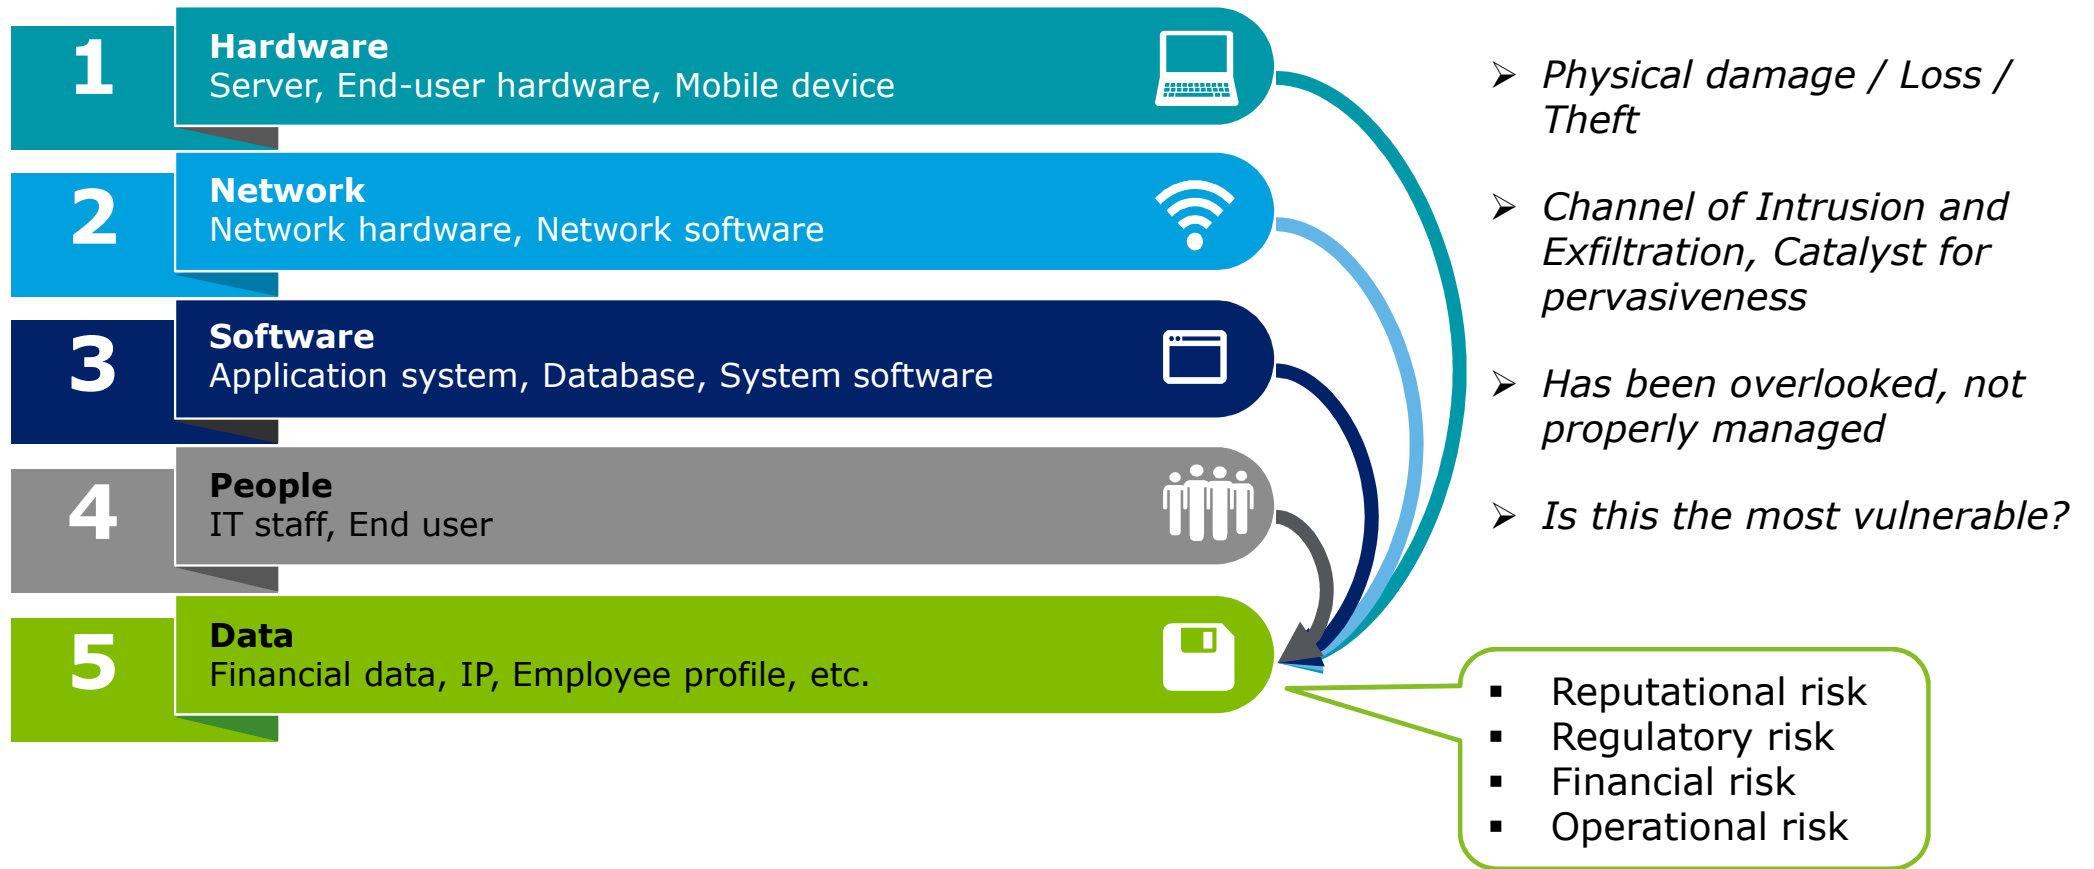 1
Hardware
Server, End-user hardware, Mobile device
2
Network
Network hardware, Network software
3
Software
Application system, Database, System software
4
People
IT staff, End user
5
Data
Financial data, IP, Employee profile, etc.
➢ Physical damage / Loss /
Theft
➢ Channel of Intrusion and
Exfiltration, Catalyst for
pervasiveness
➢ Has been overlooked, not
properly managed
➢ Is this the most vulnerable?
▪ Reputational risk
▪ Regulatory risk
▪ Financial risk
▪ Operational risk